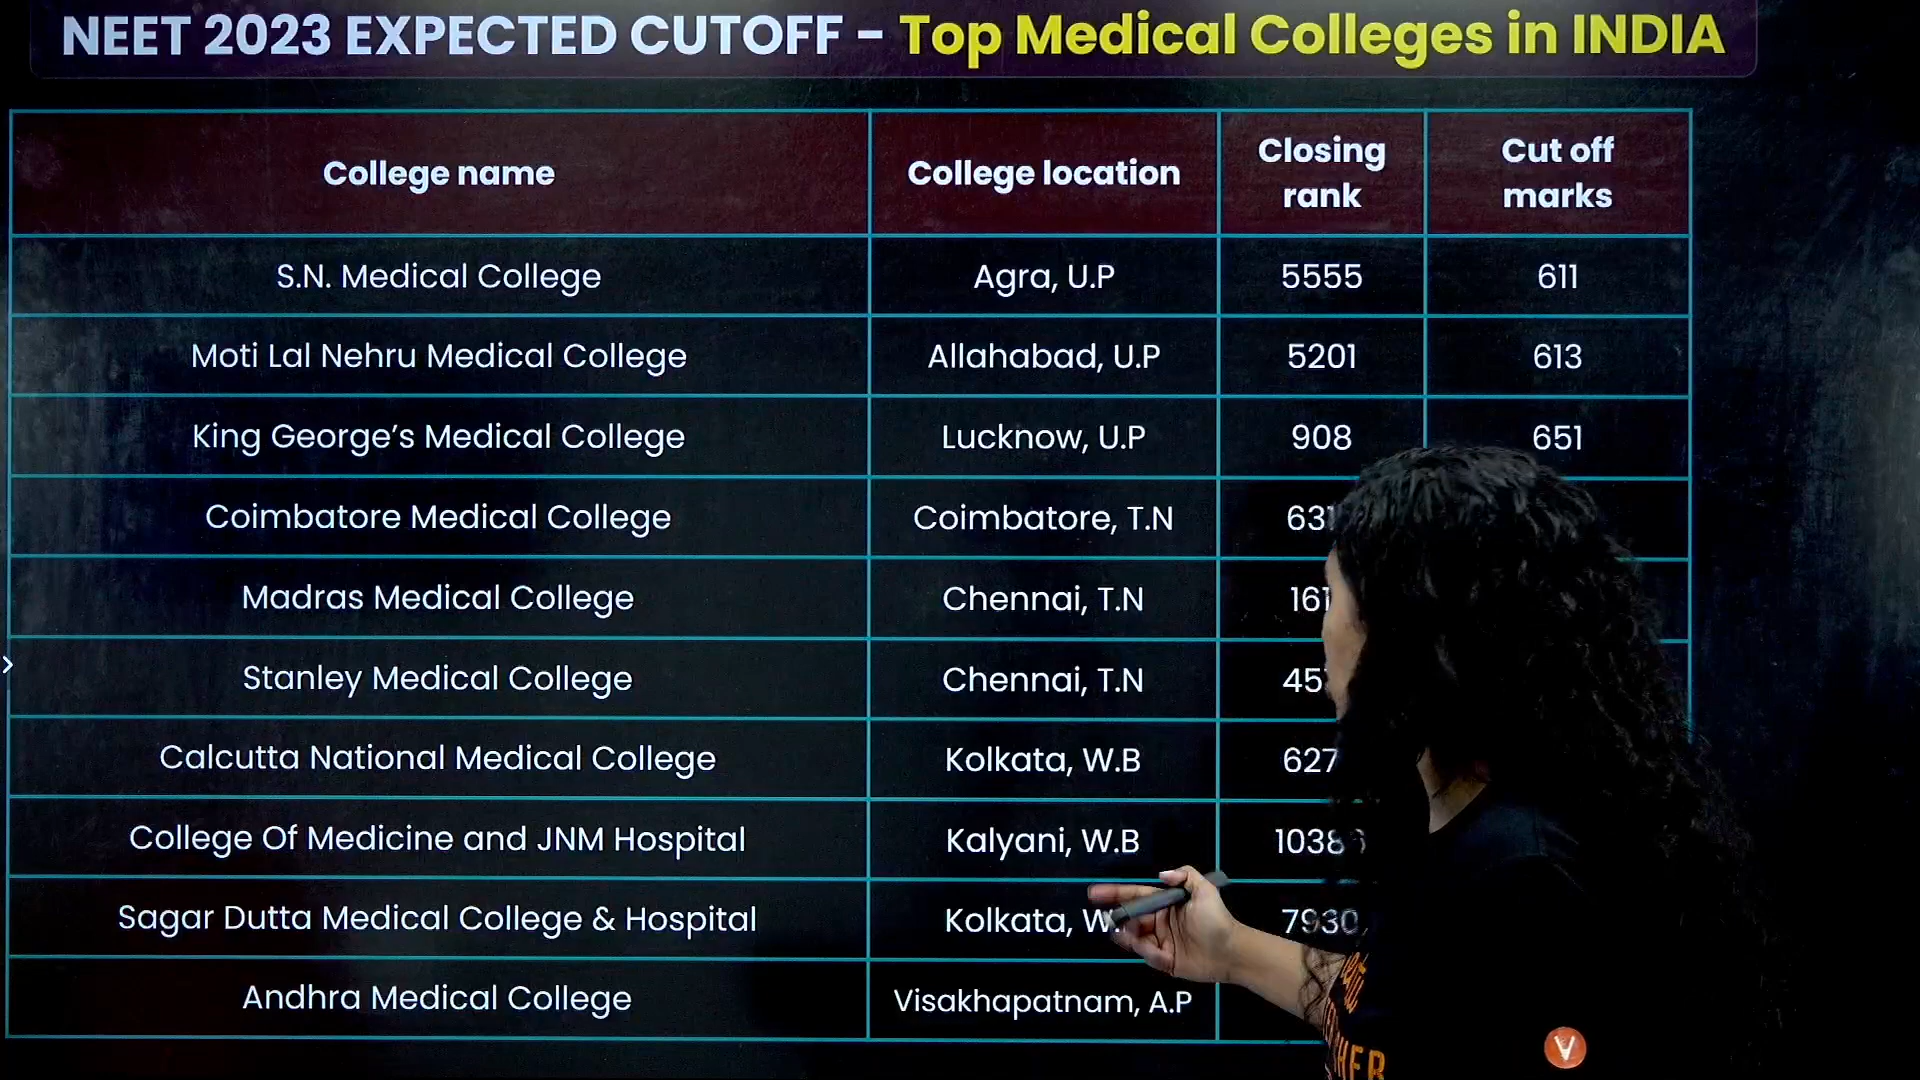 NEET 2023 EXPECTED CUTOFF - Top Medical Colleges in INDIA
College name College location Closing rank Cut off marks
S.N. Medical College Agra, U.P 5555 611
Moti Lal Nehru Medical College Allahabad, U.P 5201 613
King George’s Medical College Lucknow, U.P 908 651
Coimbatore Medical College Coimbatore, T.N
Madras Medical College Chennai, T.N
Stanley Medical College Chennai, T.N
Calcutta National Medical College Kolkata, W.B
College Of Medicine and JNM Hospital Kalyani, W.B
Sagar Dutta Medical College & Hospital Kolkata,
Andhra Medical College Visakhapatnam, A.P